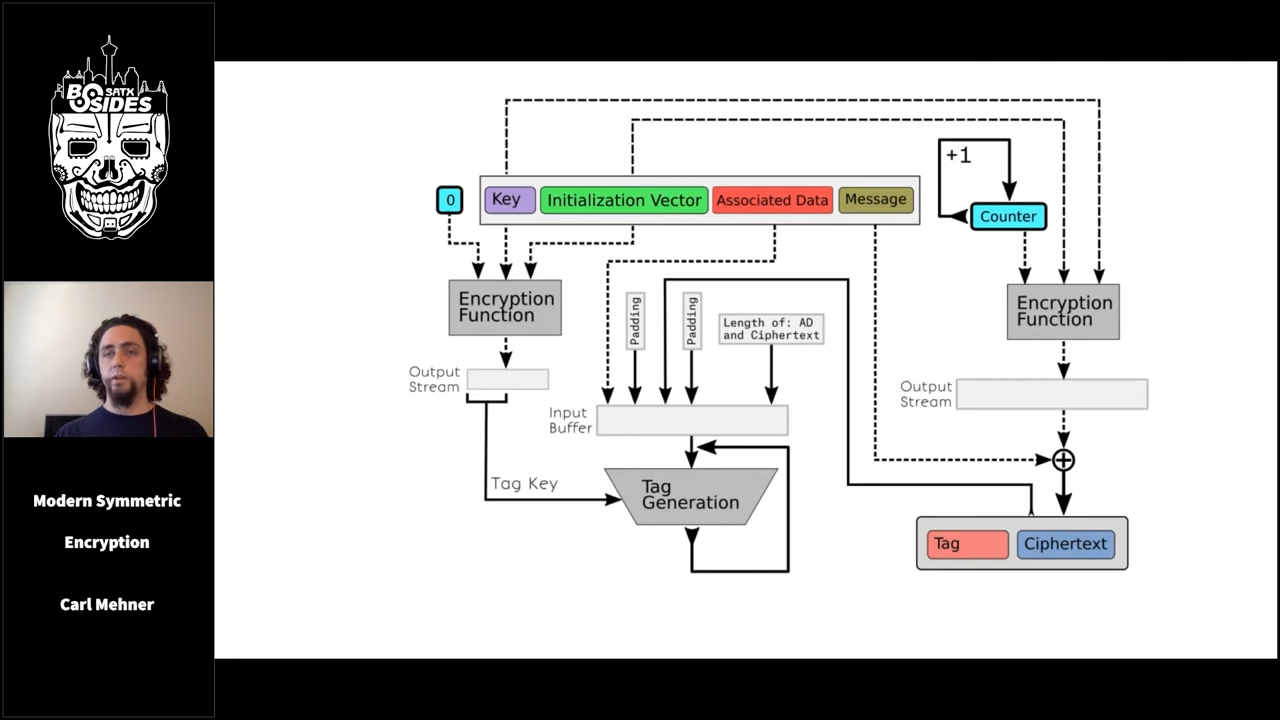 BSIDES
SATX
Modern Symmetric
Encryption
Carl Mehner
+1
0
Key
Initialization Vector
Associated Data
Message
Counter
Encryption
Function
Padding
Padding
Length of: AD
and Ciphertext
Encryption
Function
Output
Stream
Input
Buffer
Output
Stream
Tag Key
Tag
Generation
Tag
Ciphertext